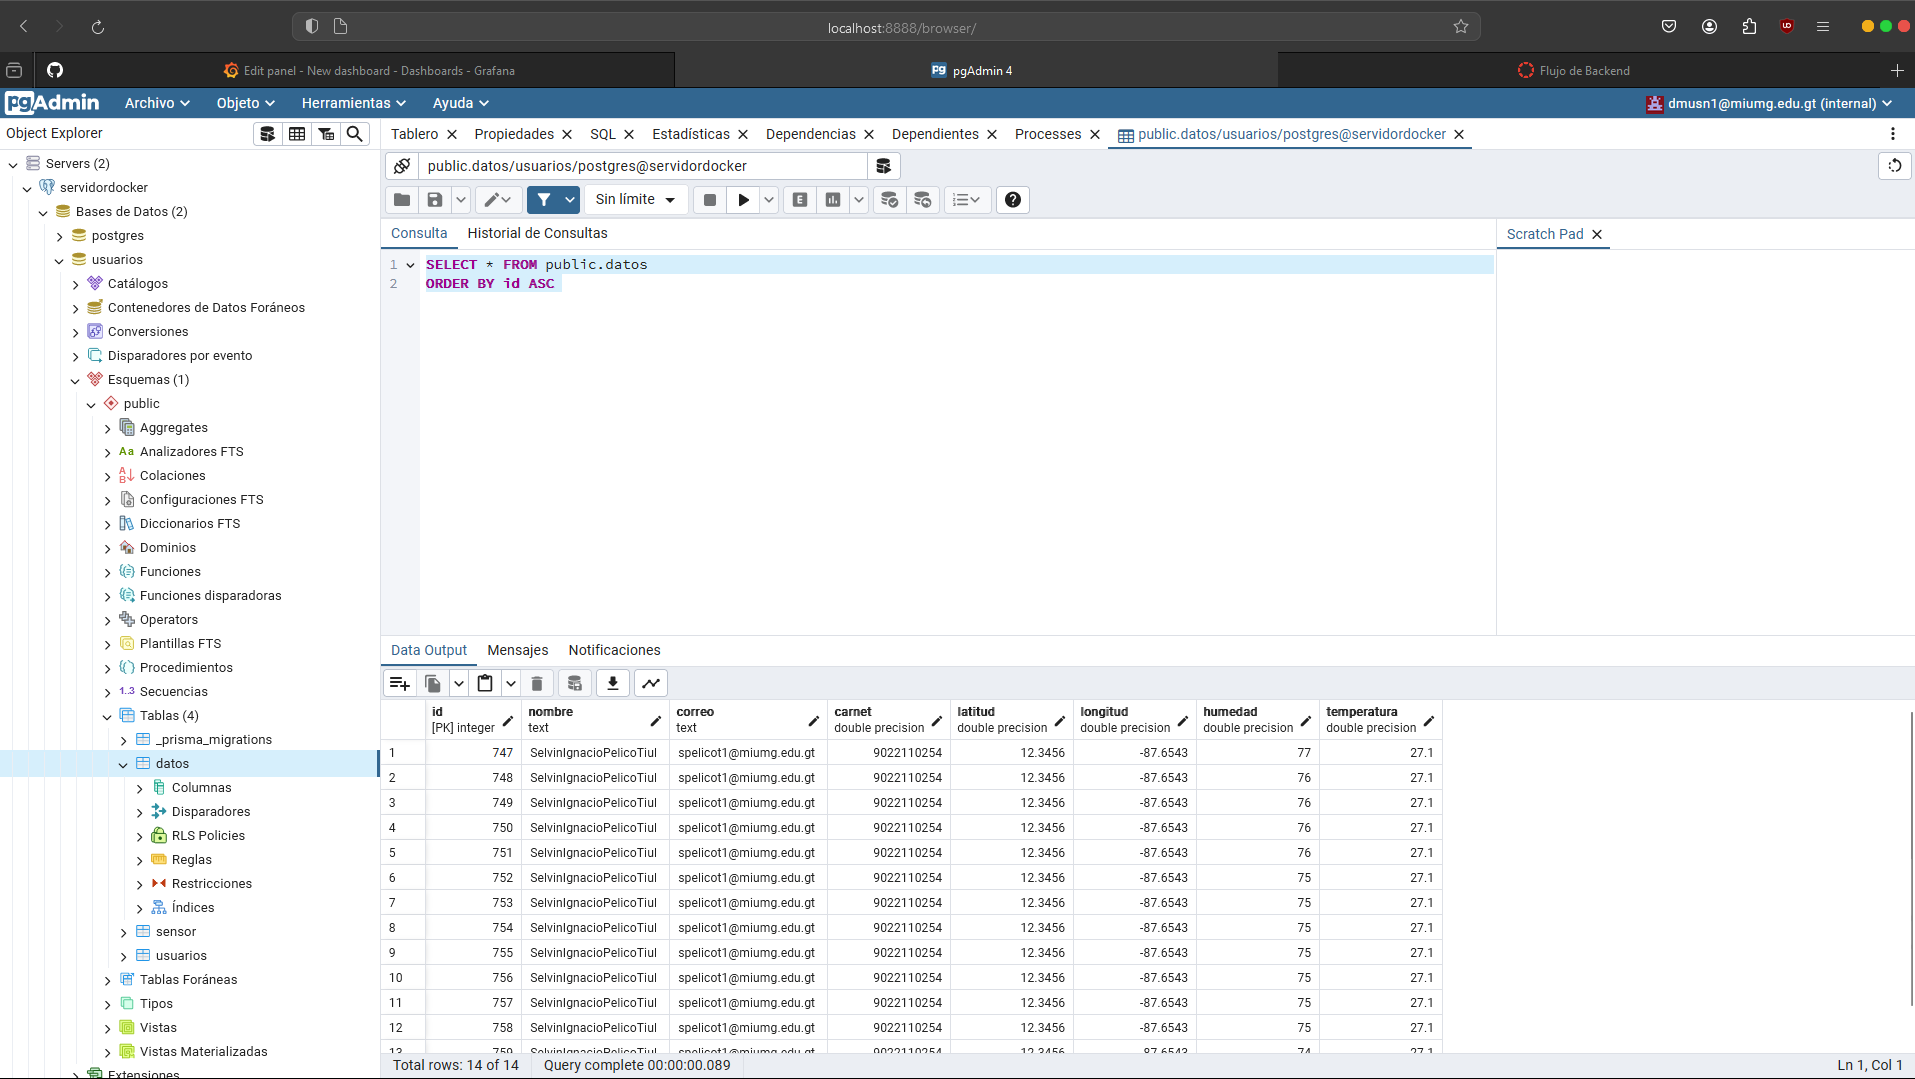 localhost:8888/browser/
Edit panel - New dashboard - Dashboards - Grafana
pgAdmin 4
Flujo de Backend
pgAdmin Archivo Objeto Herramientas Ayuda dmusn1@miumg.edu.gt (internal)
Object Explorer
Tablero Propiedades SQL Estadísticas Dependencias Dependientes Processes public.datos/usuarios/postgres@servidordocker
public.datos/usuarios/postgres@servidordocker
Sin límite
Consulta Historial de Consultas Scratch Pad
1 SELECT * FROM public.datos
2 ORDER BY id ASC
Servers (2)
servidordocker
Bases de Datos (2)
postgres
usuarios
Catálogos
Contenedores de Datos Foráneos
Conversiones
Disparadores por evento
Esquemas (1)
public
Aggregates
Analizadores FTS
Colaciones
Configuraciones FTS
Diccionarios FTS
Dominios
Funciones
Funciones disparadoras
Operators
Plantillas FTS
Procedimientos
1.3 Secuencias
Tablas (4)
_prisma_migrations
datos
Columnas
Disparadores
RLS Policies
Reglas
Restricciones
Índices
sensor
usuarios
Tablas Foráneas
Tipos
Vistas
Vistas Materializadas
Extensiones
Data Output Mensajes Notificaciones
id nombre correo carnet latitud longitud humedad temperatura
[PK] integer text text double precision double precision double precision double precision double precision
1 747 SelvinIgnacioPelicoTiul spelicot1@miumg.edu.gt 9022110254 12.3456 -87.6543 77 27.1
2 748 SelvinIgnacioPelicoTiul spelicot1@miumg.edu.gt 9022110254 12.3456 -87.6543 76 27.1
3 749 SelvinIgnacioPelicoTiul spelicot1@miumg.edu.gt 9022110254 12.3456 -87.6543 76 27.1
4 750 SelvinIgnacioPelicoTiul spelicot1@miumg.edu.gt 9022110254 12.3456 -87.6543 76 27.1
5 751 SelvinIgnacioPelicoTiul spelicot1@miumg.edu.gt 9022110254 12.3456 -87.6543 76 27.1
6 752 SelvinIgnacioPelicoTiul spelicot1@miumg.edu.gt 9022110254 12.3456 -87.6543 75 27.1
7 753 SelvinIgnacioPelicoTiul spelicot1@miumg.edu.gt 9022110254 12.3456 -87.6543 75 27.1
8 754 SelvinIgnacioPelicoTiul spelicot1@miumg.edu.gt 9022110254 12.3456 -87.6543 75 27.1
9 755 SelvinIgnacioPelicoTiul spelicot1@miumg.edu.gt 9022110254 12.3456 -87.6543 75 27.1
10 756 SelvinIgnacioPelicoTiul spelicot1@miumg.edu.gt 9022110254 12.3456 -87.6543 75 27.1
11 757 SelvinIgnacioPelicoTiul spelicot1@miumg.edu.gt 9022110254 12.3456 -87.6543 75 27.1
12 758 SelvinIgnacioPelicoTiul spelicot1@miumg.edu.gt 9022110254 12.3456 -87.6543 75 27.1
13 759 SelvinIgnacioPelicoTiul spelicot1@miumg.edu.gt 9022110254 12.3456 -87.6543 74 27.1
Total rows: 14 of 14 Query complete 00:00:00.089 Ln 1, Col 1